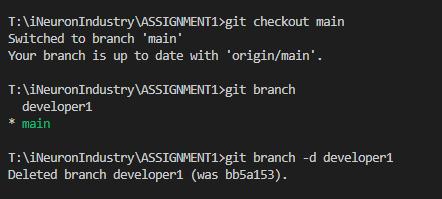 T:\iNeuronIndustry\ASSIGNMENT1>git checkout main
Switched to branch 'main'
Your branch is up to date with 'origin/main'.
T:\iNeuronIndustry\ASSIGNMENT1>git branch
  developer1
* main
T:\iNeuronIndustry\ASSIGNMENT1>git branch -d developer1
Deleted branch developer1 (was bb5a153).